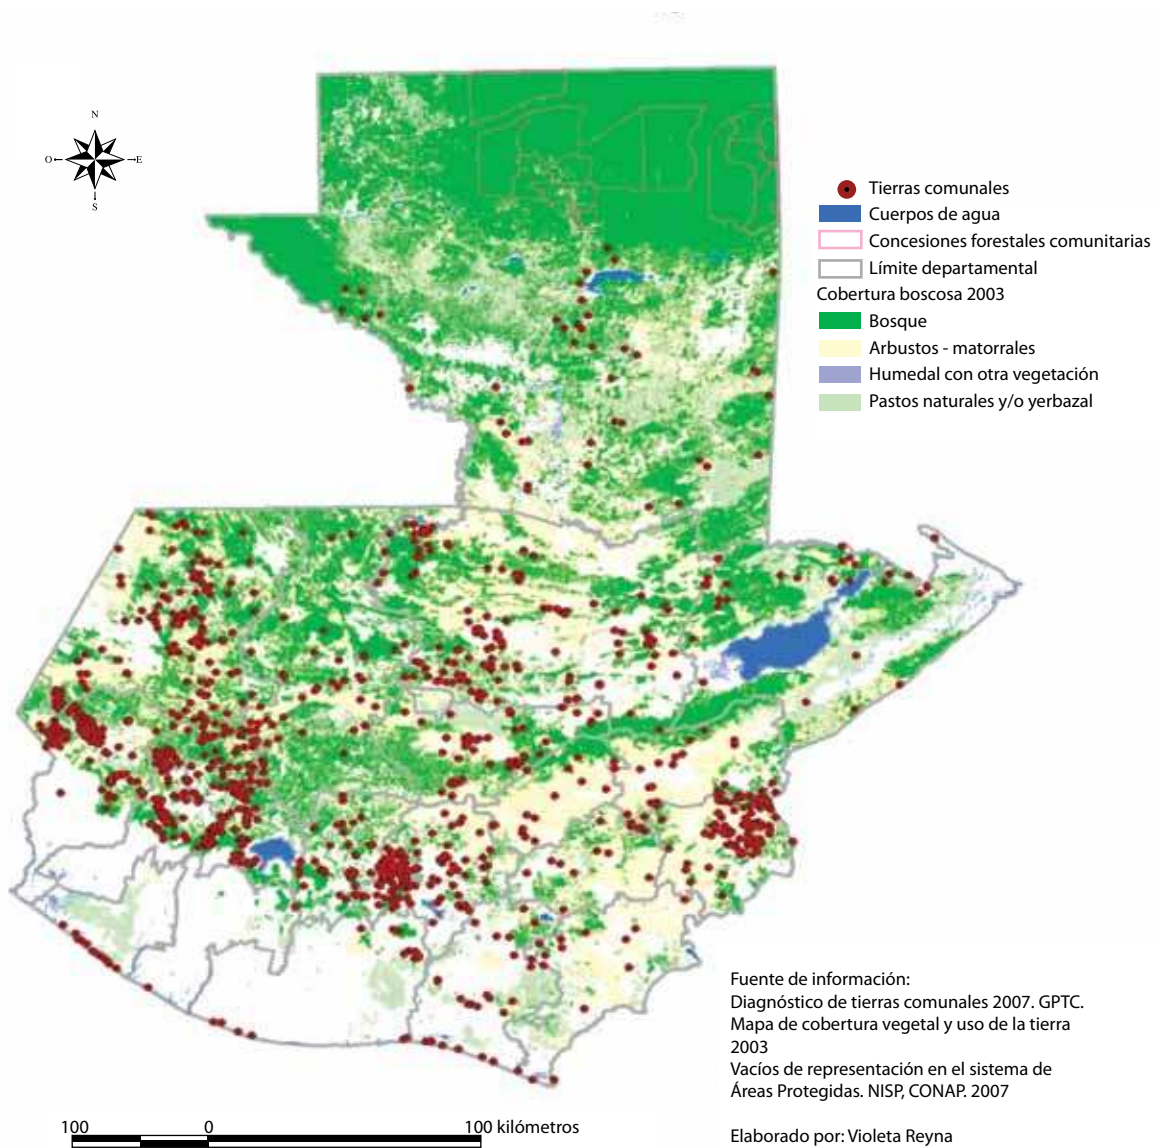 N
O
E
S
Tierras comunales
Cuerpos de agua
Concesiones forestales comunitarias
Límite departamental
Cobertura boscosa 2003
Bosque
Arbustos - matorrales
Humedal con otra vegetación
Pastos naturales y/o yerbazal
Fuente de información:
Diagnóstico de tierras comunales 2007. GPTC.
Mapa de cobertura vegetal y uso de la tierra
2003
Vacíos de representación en el sistema de
Áreas Protegidas. NISP, CONAP. 2007
Elaborado por: Violeta Reyna
100 0 100 kilómetros